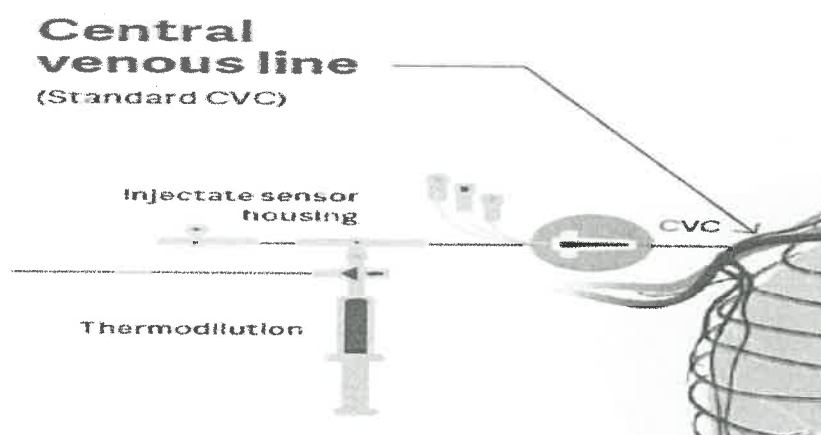 Central
venous line
(Standard CVC)
Injectate sensor
housing
CVC
Thermodilution